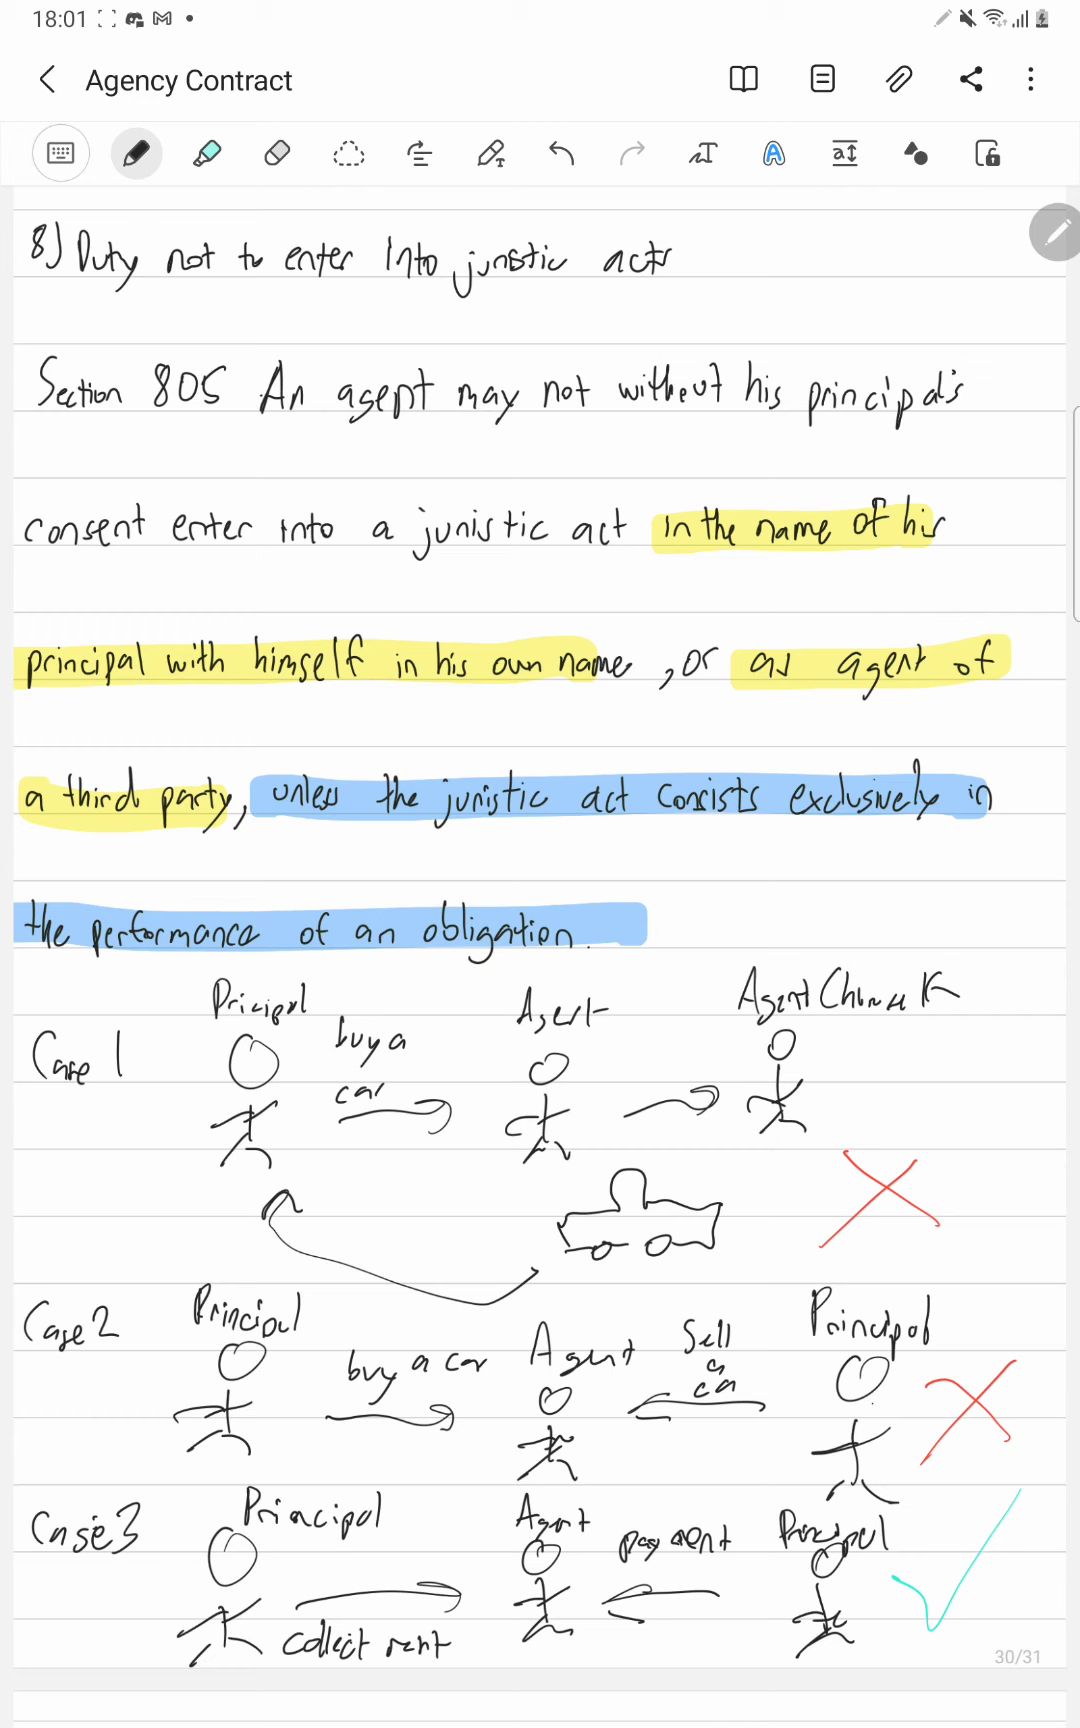 18:01
Agency Contract
8) Duty not to enter into juristic acts
Section 805 An agent may not without his principal's
consent enter into a juristic act in the name of his
principal with himself in his own name, or as agent of
a third party, unless the juristic act consists exclusively in
the performance of an obligation.
Agent
buy a
car
Case 1
Case 2
Principal
buy a car
Agent
Sell
a
car
Principal
Case 3
Principal
collect rent
Agent
payment
Principal
30/31